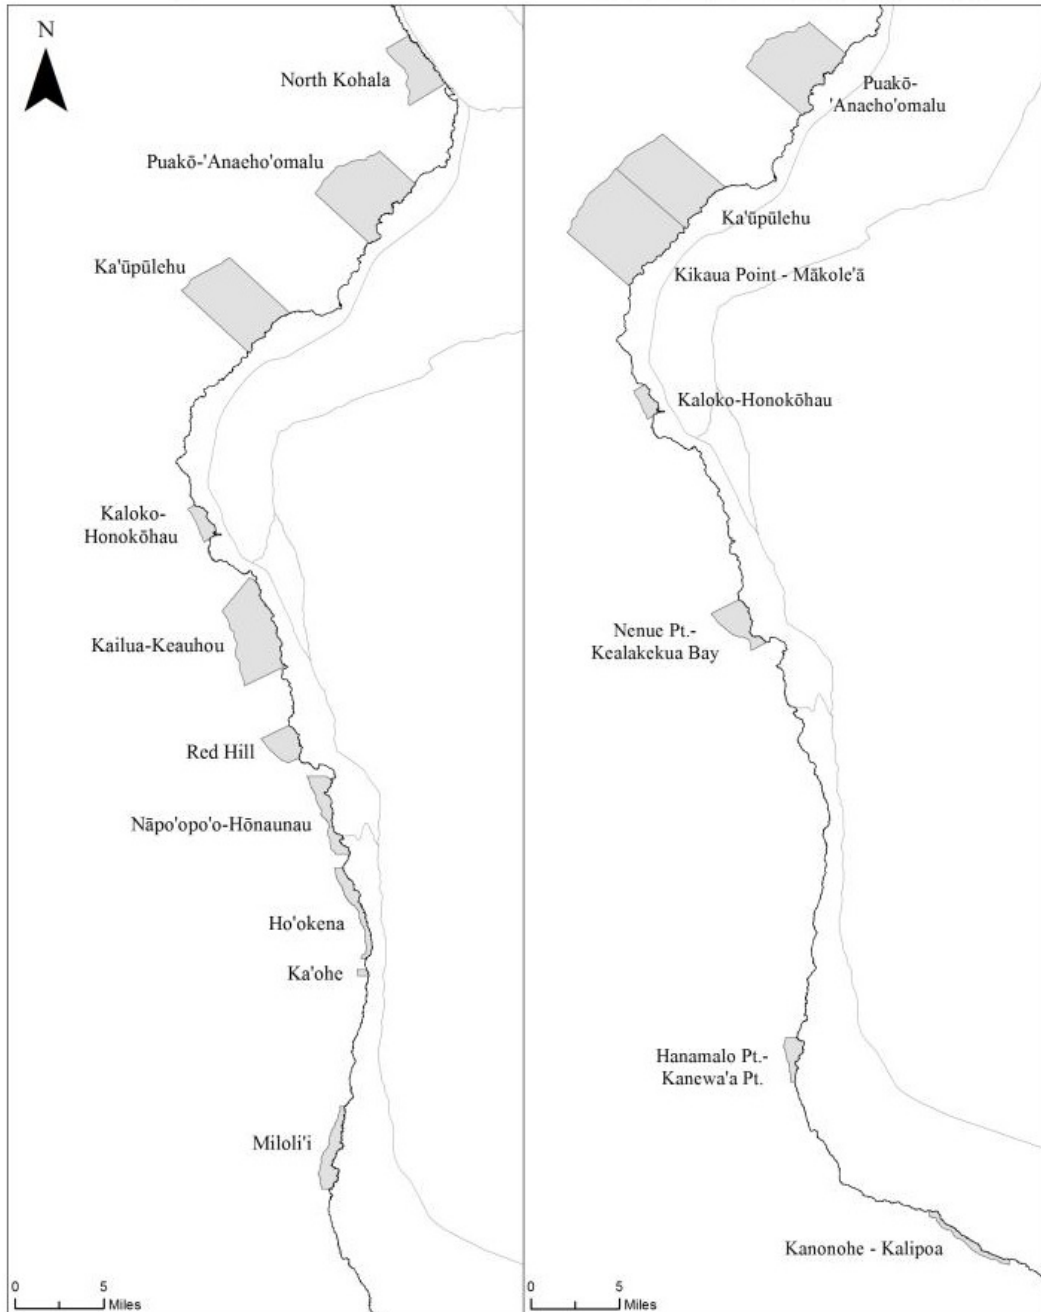 N
North Kohala
Puakō-'Anaeho'omalu
Ka'ūpūlehu
Kaloko-
Honokōhau
Kailua-Keauhou
Red Hill
Nāpo'opo'o-Hōnaunau
Ho'okena
Ka'ohe
Miloli'i
0 5
Miles
Puakō-
'Anaeho'omalu
Ka'ūpūlehu
Kikaua Point - Mākole'ā
Kaloko-Honokōhau
Nenue Pt.-
Kealakekua Bay
Hanamalo Pt.-
Kanewa'a Pt.
Kanonohe - Kalipoa
0 5
Miles